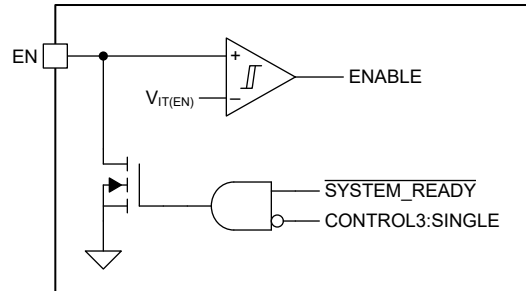 EN
+
ENABLE
V_IT(EN)
−
SYSTEM_READY
CONTROL3:SINGLE